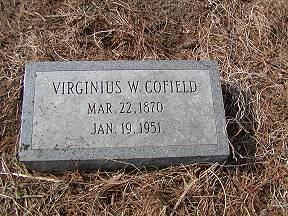 VIRGINIUS W. COFIELD
MAR. 22, 1870
JAN. 19, 1951